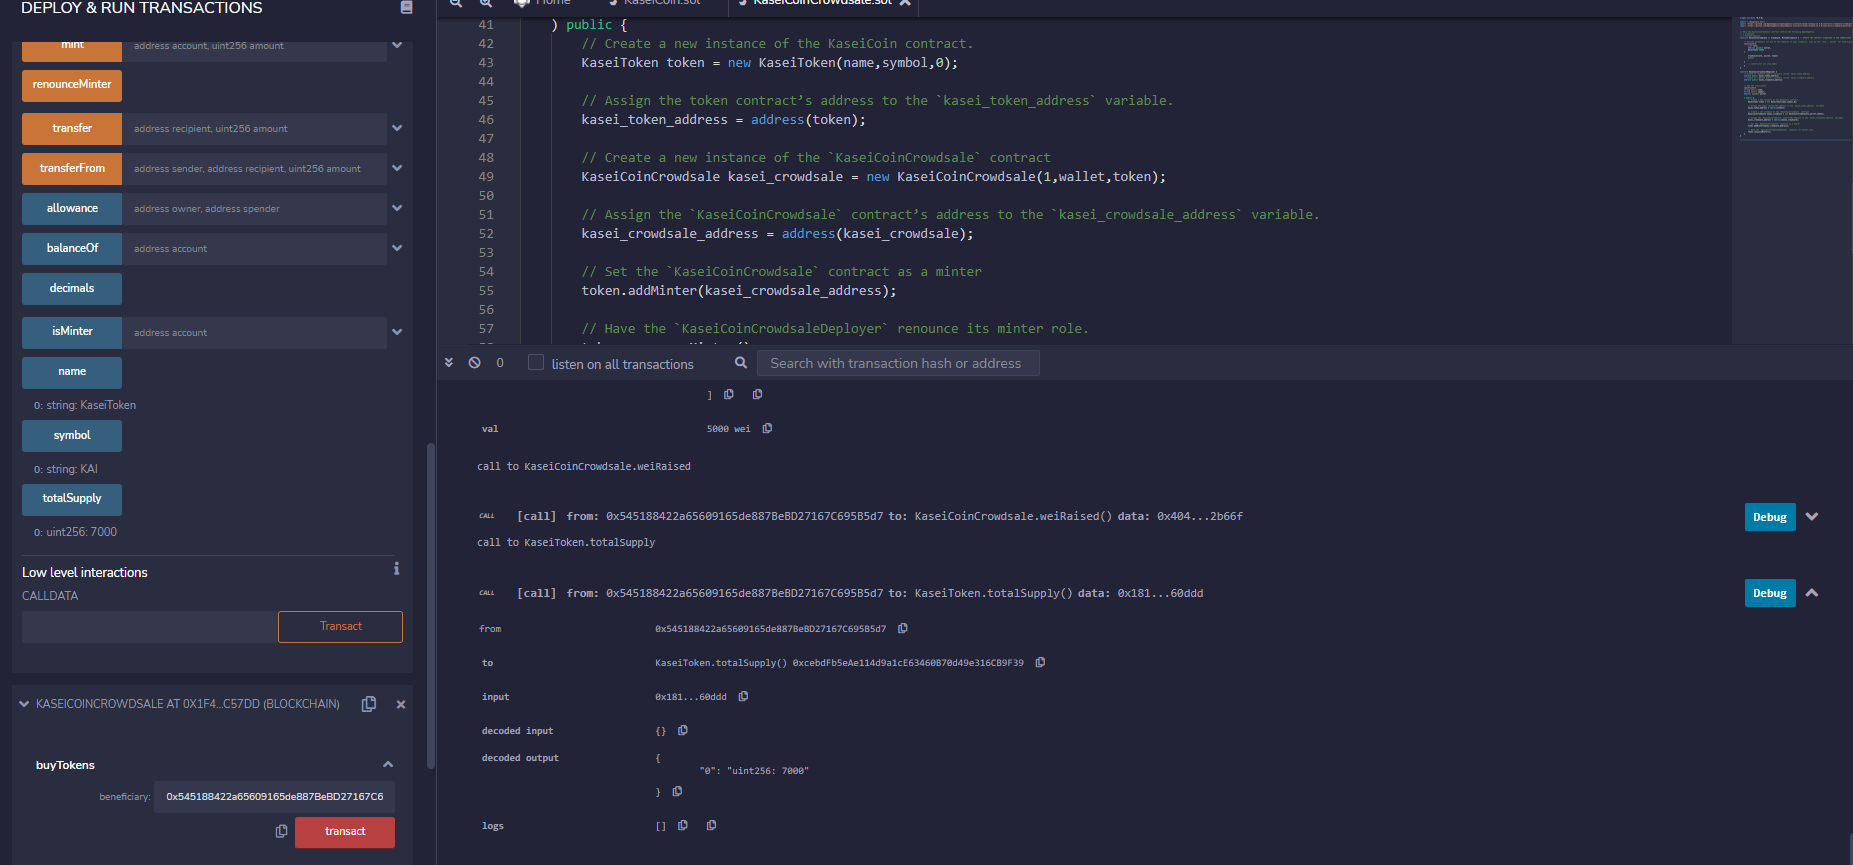 DEPLOY & RUN TRANSACTIONS
mint address account, uint256 amount
renounceMinter
transfer address recipient, uint256 amount
transferFrom address sender, address recipient, uint256 amount
allowance address owner, address spender
balanceOf address account
decimals
isMinter address account
name
0: string: KaseiToken
symbol
0: string: KAI
totalSupply
0: uint256: 7000
Low level interactions
CALLDATA
Transact
KASEICOINCROWDSALE AT 0X1F4...C57DD (BLOCKCHAIN)
buyTokens
beneficiary: 0x545188422a65609165de887BeBD27167C6
transact
Home KaseiCoin.sol KaseiCoinCrowdsale.sol
41 ) public {
42 // Create a new instance of the KaseiCoin contract.
43 KaseiToken token = new KaseiToken(name,symbol,0);
44
45 // Assign the token contract’s address to the `kasei_token_address` variable.
46 kasei_token_address = address(token);
47
48 // Create a new instance of the `KaseiCoinCrowdsale` contract
49 KaseiCoinCrowdsale kasei_crowdsale = new KaseiCoinCrowdsale(1,wallet,token);
50
51 // Assign the `KaseiCoinCrowdsale` contract’s address to the `kasei_crowdsale_address` variable.
52 kasei_crowdsale_address = address(kasei_crowdsale);
53
54 // Set the `KaseiCoinCrowdsale` contract as a minter
55 token.addMinter(kasei_crowdsale_address);
56
57 // Have the `KaseiCoinCrowdsaleDeployer` renounce its minter role.
0 listen on all transactions Search with transaction hash or address
]
val 5000 wei
call to KaseiCoinCrowdsale.weiRaised
CALL [call] from: 0x545188422a65609165de887BeBD27167C695B5d7 to: KaseiCoinCrowdsale.weiRaised() data: 0x404...2b66f Debug
call to KaseiToken.totalSupply
CALL [call] from: 0x545188422a65609165de887BeBD27167C695B5d7 to: KaseiToken.totalSupply() data: 0x181...60ddd Debug
from 0x545188422a65609165de887BeBD27167C695B5d7
to KaseiToken.totalSupply() 0xcebdFb5eAe114d9a1cE63460B70d49e316CB9F39
input 0x181...60ddd
decoded input {}
decoded output {
"0": "uint256: 7000"
}
logs []